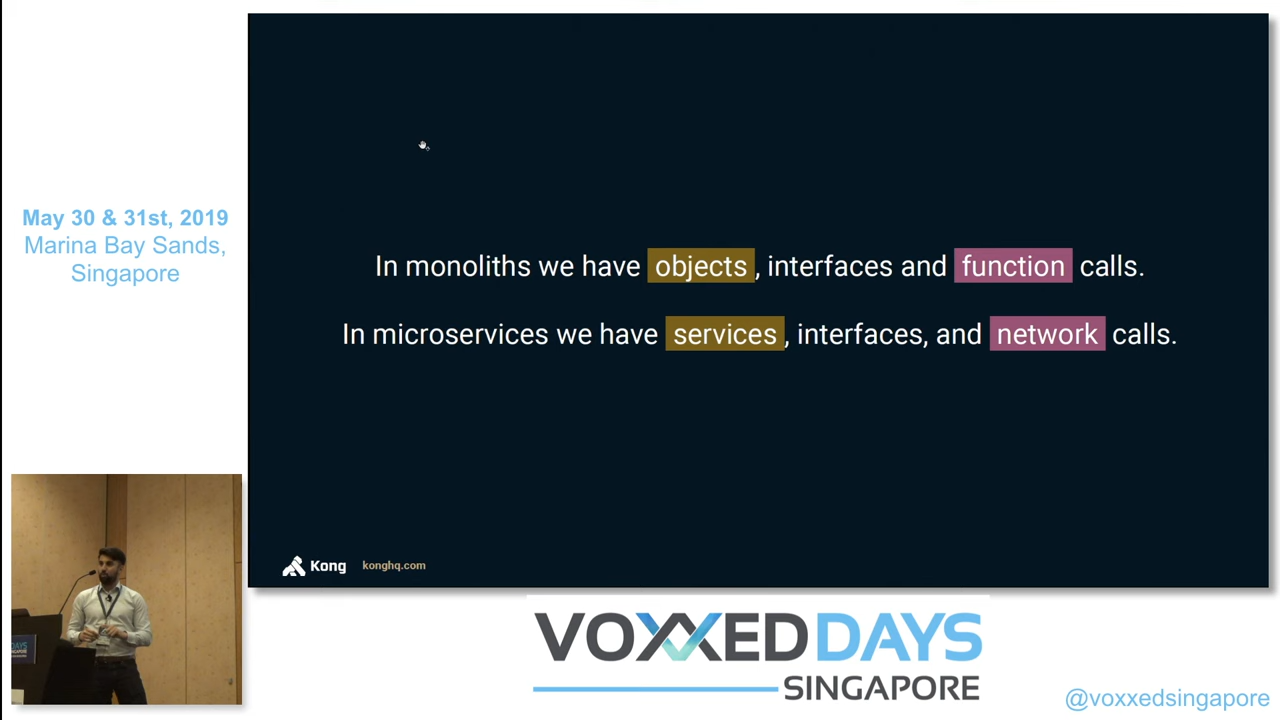 May 30 & 31st, 2019
Marina Bay Sands,
Singapore
In monoliths we have objects, interfaces and function calls.
In microservices we have services, interfaces, and network calls.
Kong konghq.com
DAYS
VOXXEDDAYS
SINGAPORE
@voxxedsingapore